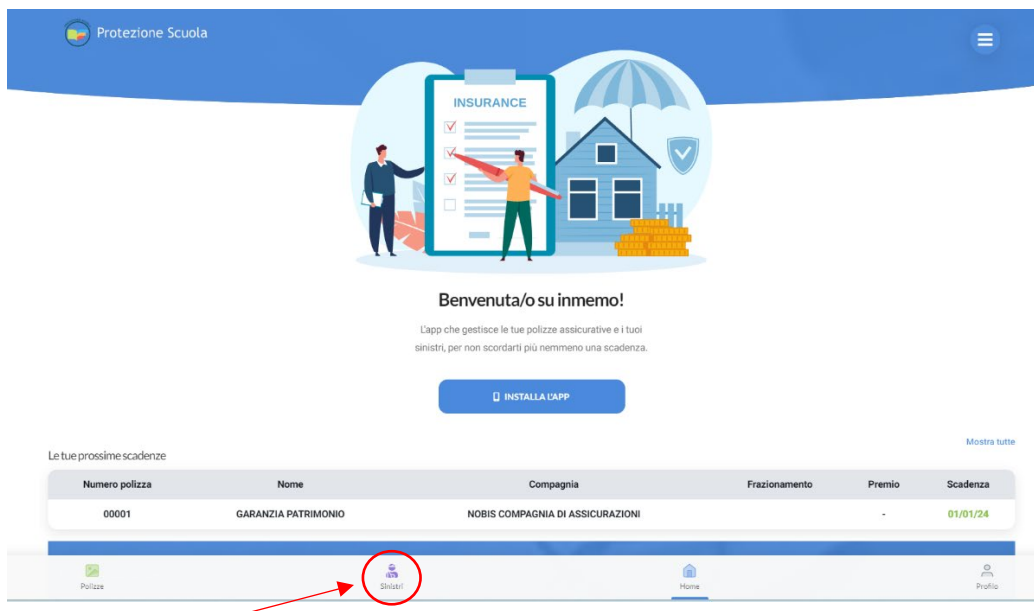 Protezione Scuola
INSURANCE
Benvenuta/o su inmemo!
L'app che gestisce le tue polizze assicurative e i tuoi
sinistri, per non scordarti più nemmeno una scadenza.
INSTALLA L'APP
Mostra tutte
Le tue prossime scadenze
Numero polizza Nome Compagnia Frazionamento Premio Scadenza
00001 GARANZIA PATRIMONIO NOBIS COMPAGNIA DI ASSICURAZIONI - 01/01/24
Polizze Sinistri Home Profilo